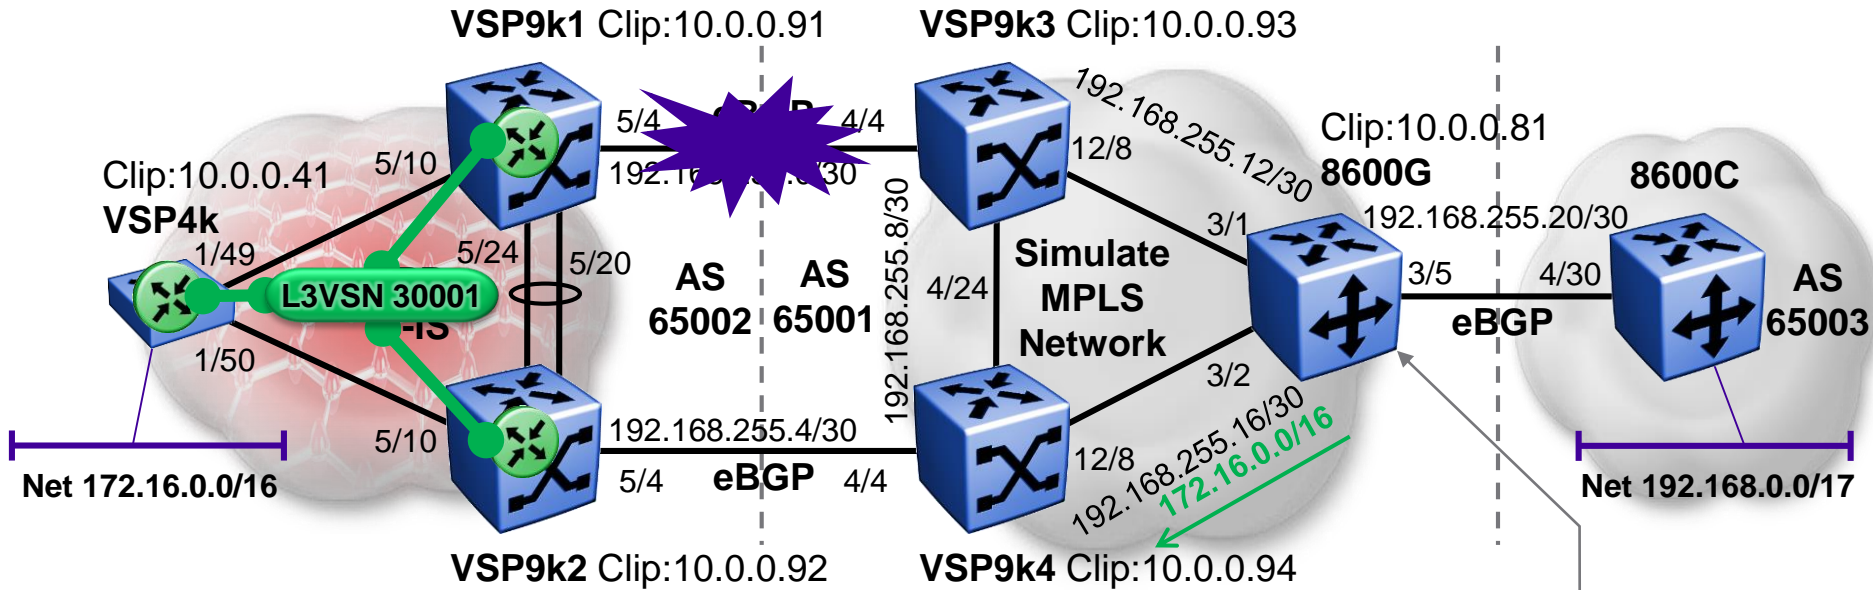 VSP9k1 Clip:10.0.0.91
VSP9k3 Clip:10.0.0.93
5/4
4/4
192.168.255.12/30
Clip:10.0.0.81
8600G
8600C
5/10
12/8
Clip:10.0.0.41
VSP4k
192.168.255.8/30
192.168.255.20/30
3/1
1/49
5/24
5/20
L3VSN 30001
-IS
AS
65002
AS
65001
4/24
Simulate
MPLS
Network
3/5
4/30
eBGP
AS
65003
1/50
3/2
5/10
192.168.255.4/30
5/4
eBGP
4/4
12/8
192.168.255.16/30
172.16.0.0/16
Net 172.16.0.0/16
Net 192.168.0.0/17
VSP9k2 Clip:10.0.0.92
VSP9k4 Clip:10.0.0.94